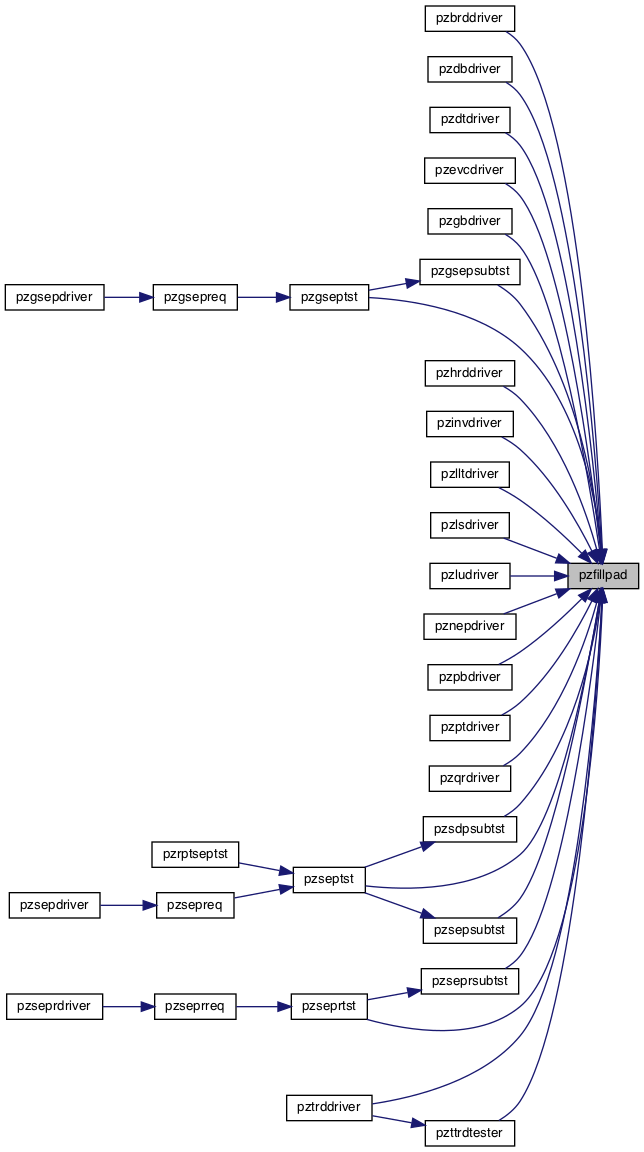 pzbrddriver
pzdbdriver
pzdtdriver
pzevcdriver
pzgbdriver
pzgsepsubtst
pzgsepdriver
pzgsepreq
pzgseptst
pzhrddriver
pzinvdriver
pzlltdriver
pzlsdriver
pzludriver
pzfillpad
pznepdriver
pzpbdriver
pzptdriver
pzqrdriver
pzsdpsubtst
pzrptseptst
pzseptst
pzsepdriver
pzsepreq
pzsepsubtst
pzseprsubtst
pzseprdriver
pzseprreq
pzseprtst
pztrddriver
pzttrdtester